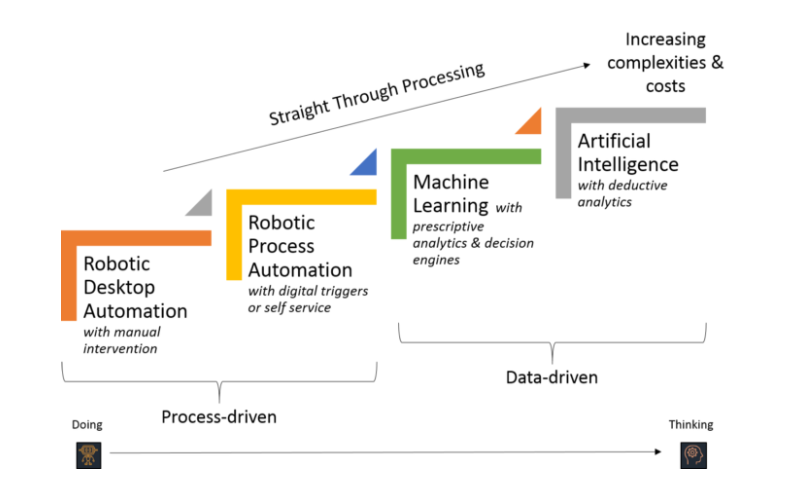 Increasing
complexities &
costs
Straight Through Processing
Artificial
Intelligence
with deductive
analytics
Machine
Learning with
prescriptive
analytics & decision
engines
Robotic
Process
Automation
with digital triggers
or self service
Robotic
Desktop
Automation
with manual
intervention
Data-driven
Process-driven
Doing
Thinking